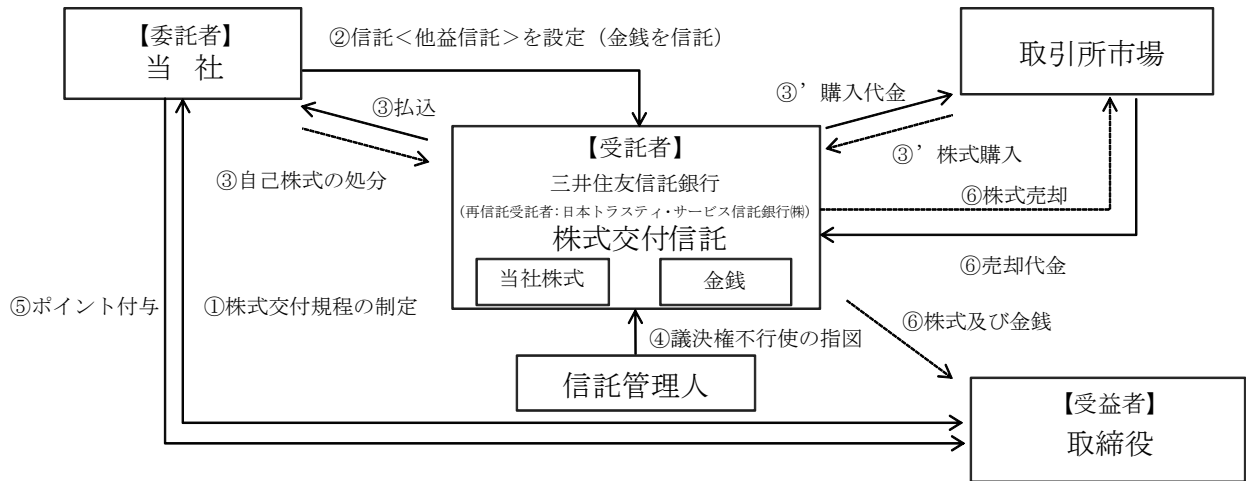 【委託者】
当 社
②信託＜他益信託＞を設定（金銭を信託）
取引所市場
③払込
③’購入代金
③自己株式の処分
【受託者】
三井住友信託銀行
(再信託受託者：日本トラスティ・サービス信託銀行㈱)
株式交付信託
当社株式
金銭
③’株式購入
⑥株式売却
⑥売却代金
⑤ポイント付与
①株式交付規程の制定
④議決権不行使の指図
⑥株式及び金銭
信託管理人
【受益者】
取締役